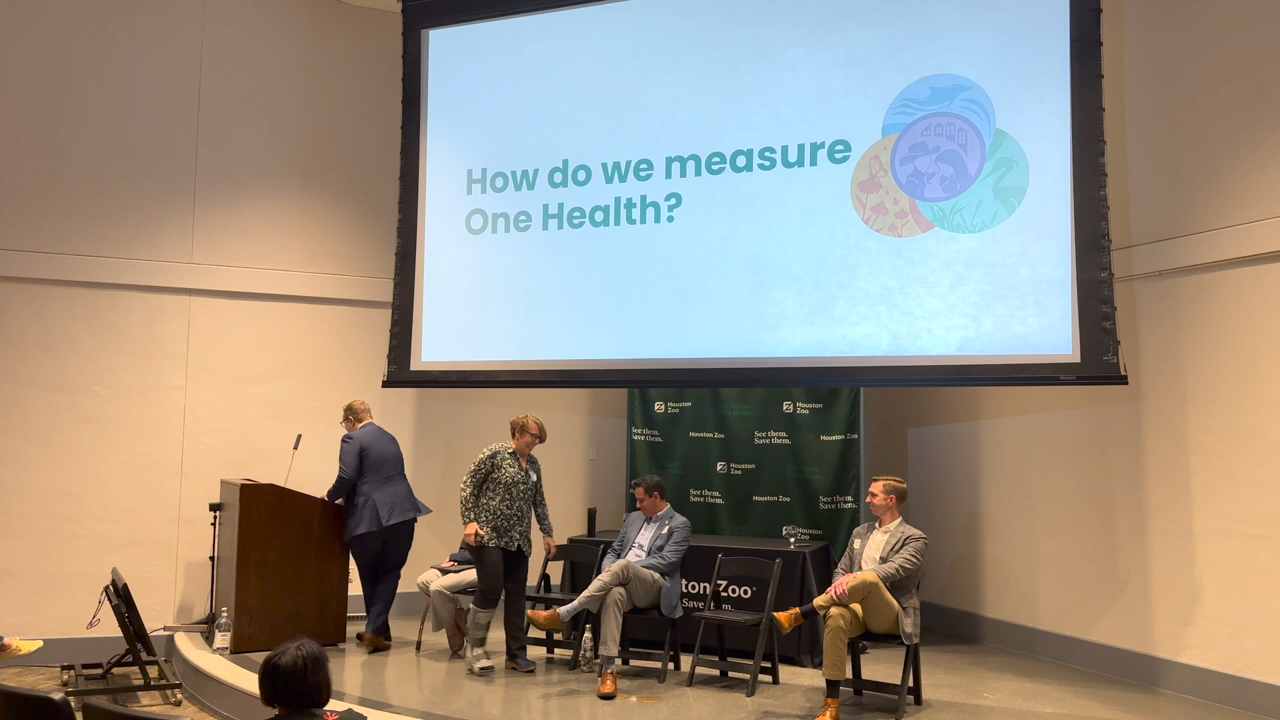 How do we measure
One Health?
Houston
Zoo
Houston
Zoo
See them.
Save them.
Houston Zoo
See them.
Save them.
Houston Zoo
Houston
Zoo
See them.
Save them.
Houston Zoo
See them.
Save them.
Houston
Zoo
ton Zoo
Save them.